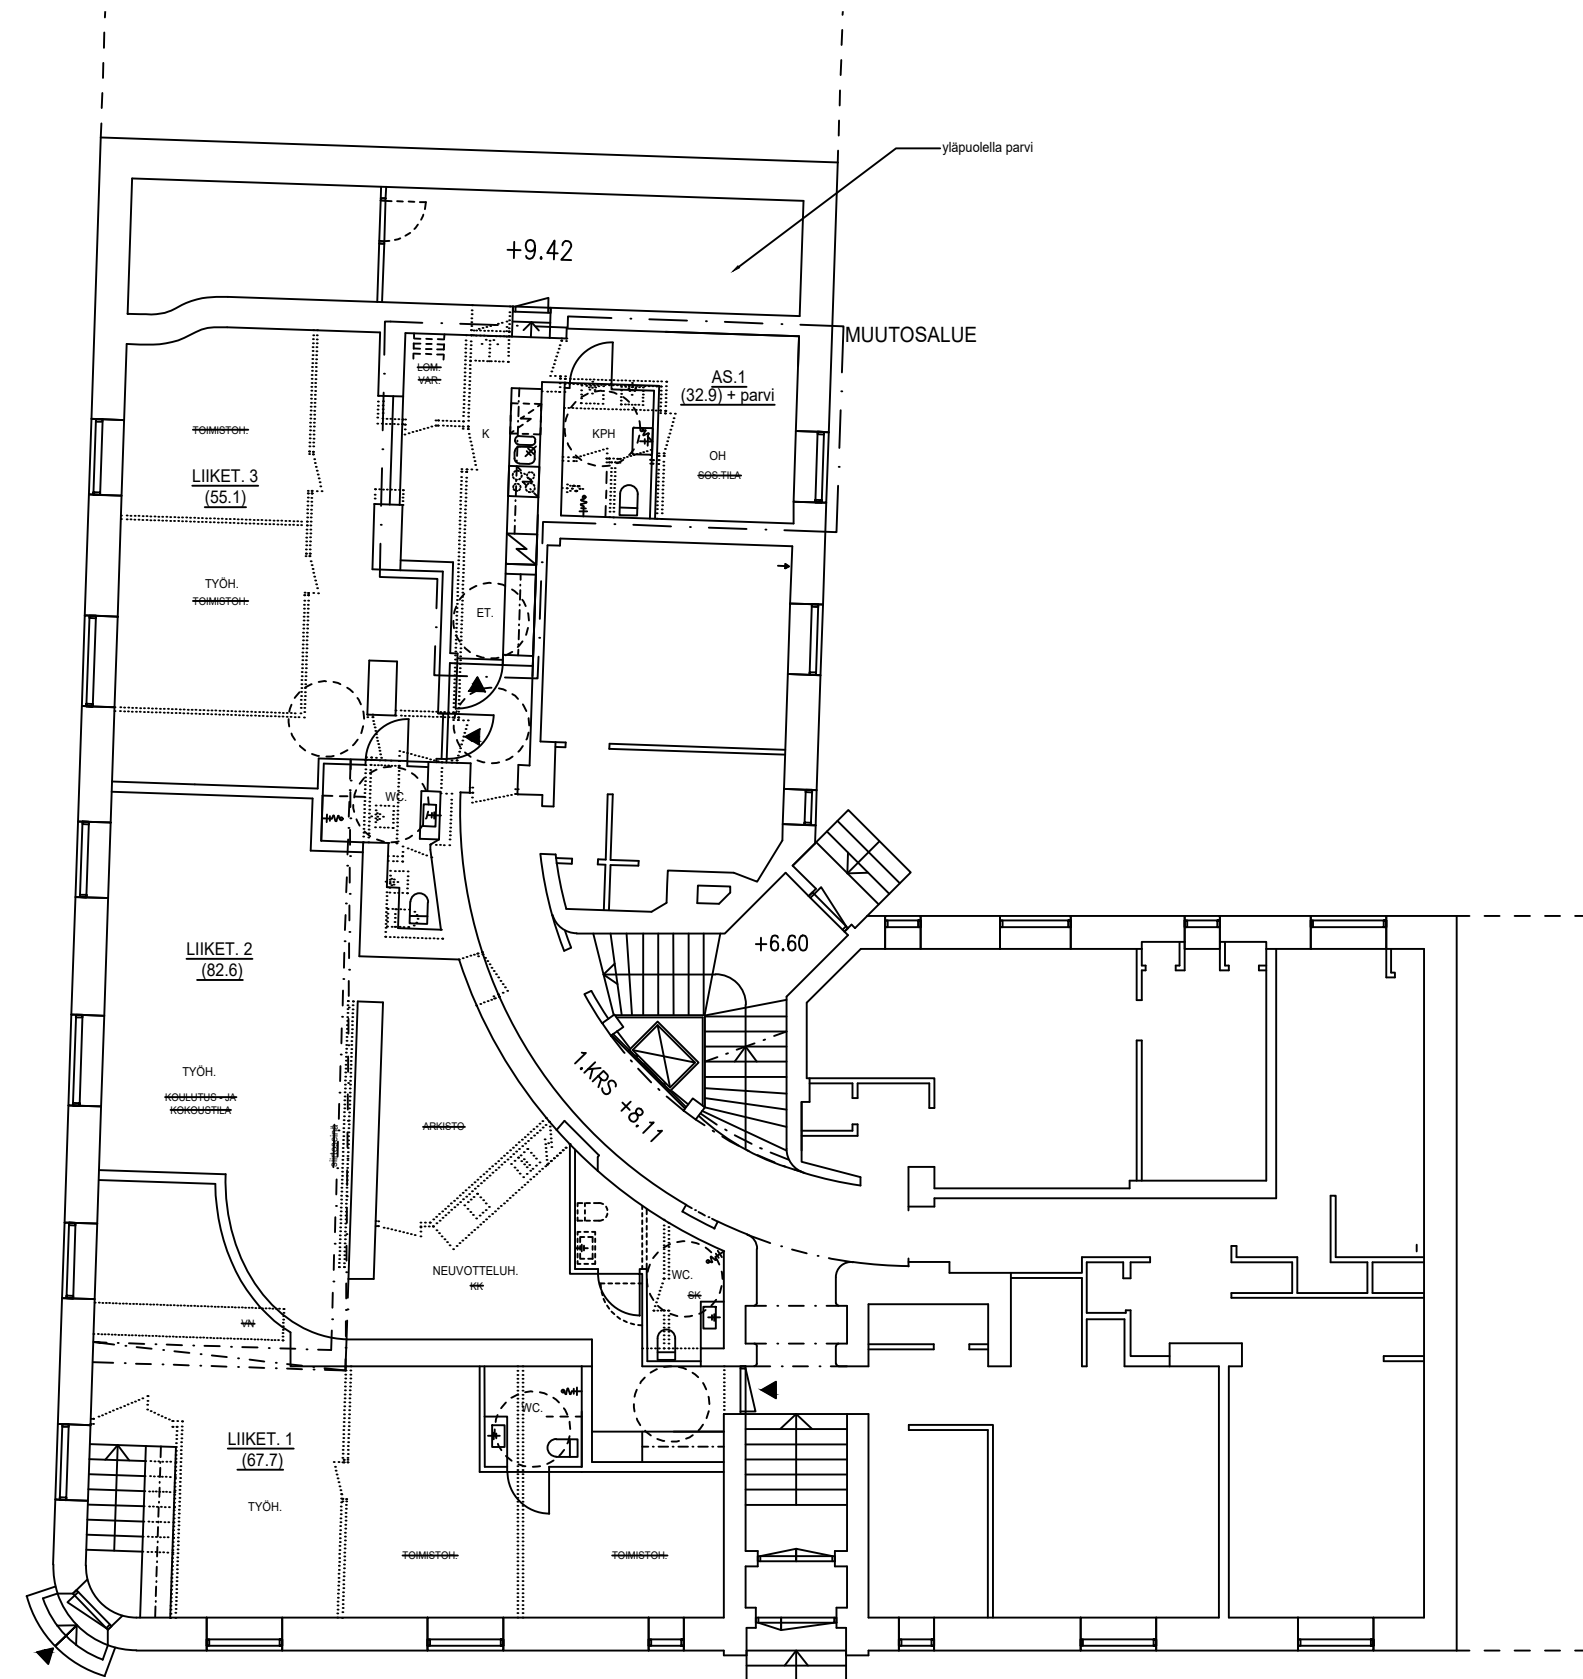 yläpuolella parvi
+9.42
MUUTOSALUE
LOM.
VAR.
AS.1
(32.9) + parvi
TOIMISTOH.
K
KPH
OH
SOS.TILA
LIIKET. 3
(55.1)
TYÖH.
TOIMISTOH.
ET.
WC.
LIIKET. 2
(82.6)
+6.60
TYÖH.
KOULUTUS - JA
KOKOUSTILA
ARKISTO
1.KRS +8.11
NEUVOTTELUH.
KK
WC.
SK
VN
WC.
LIIKET. 1
(67.7)
TYÖH.
TOIMISTOH.
TOIMISTOH.